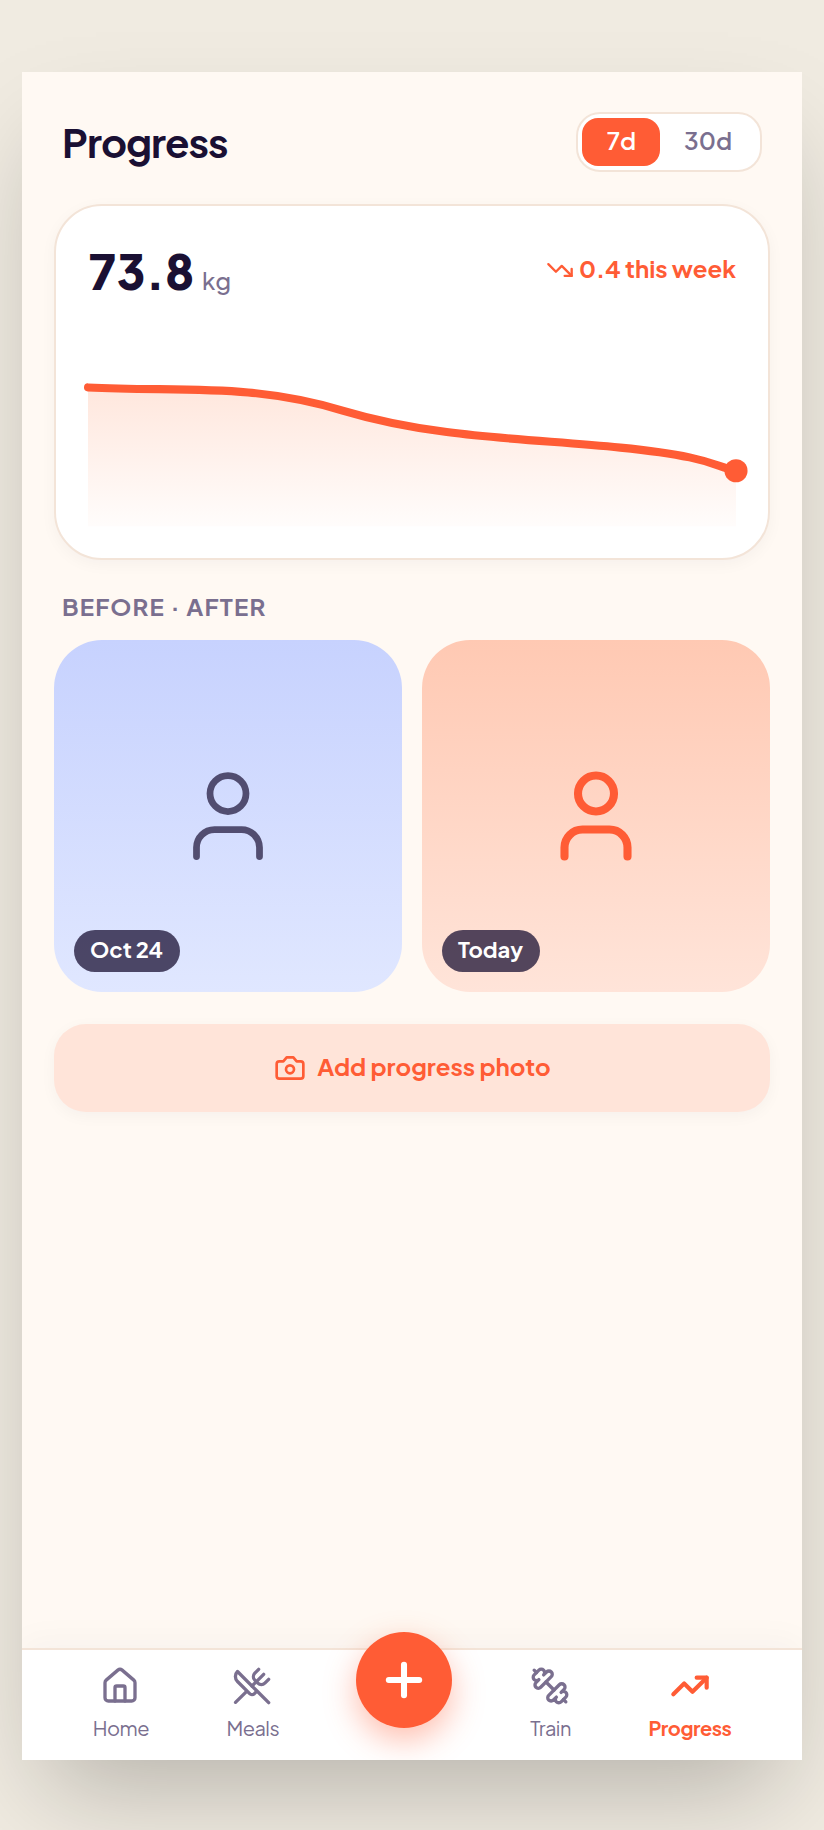 Progress
7d 30d
73.8 kg
0.4 this week
BEFORE · AFTER
Oct 24
Today
Add progress photo
Home
Meals
Train
Progress